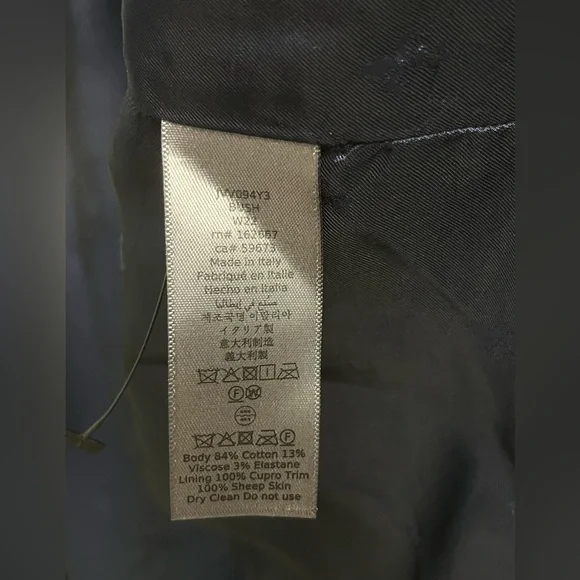 JW094Y3
BVSH
W22
rn# 162667
ca# 59673
Made in Italy
Fabriqué en Italie
Hecho en Italia
صنع في إيطاليا
제조국명 이탈리아
イタリア製
意大利制造
義大利製
F W
F
Body 84% Cotton 13%
Viscose 3% Elastane
Lining 100% Cupro Trim
100% Sheep Skin
Dry Clean Do not use